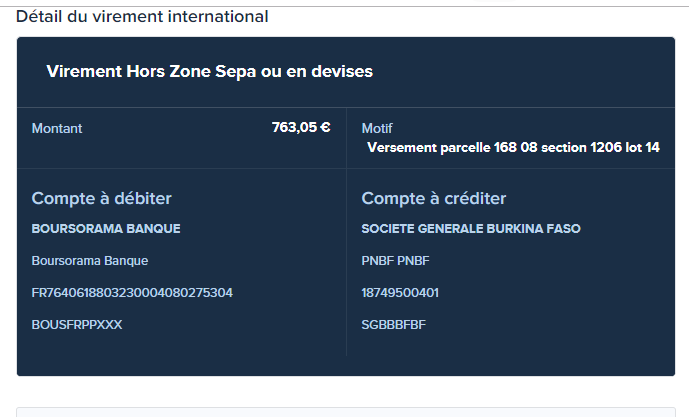 Détail du virement international
Virement Hors Zone Sepa ou en devises
Montant
763,05 €
Motif
Versement parcelle 168 08 section 1206 lot 14
Compte à débiter
BOURSORAMA BANQUE
Boursorama Banque
FR7640618803230004080275304
BOUSFRPPXXX
Compte à créditer
SOCIETE GENERALE BURKINA FASO
PNBF PNBF
18749500401
SGBBBFBF